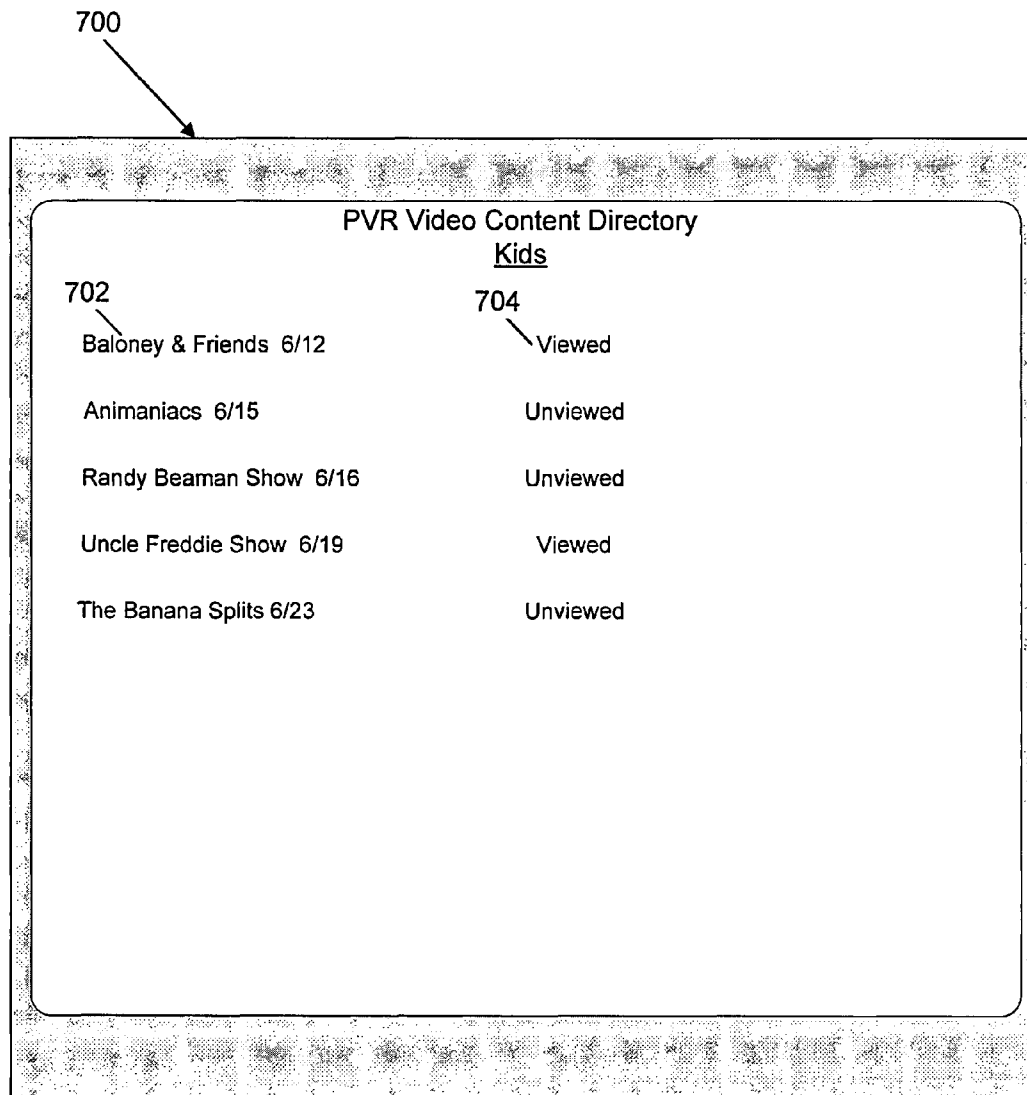 700
PVR Video Content Directory
Kids
702
704
Baloney & Friends 6/12 Viewed
Animaniacs 6/15 Unviewed
Randy Beaman Show 6/16 Unviewed
Uncle Freddie Show 6/19 Viewed
The Banana Splits 6/23 Unviewed